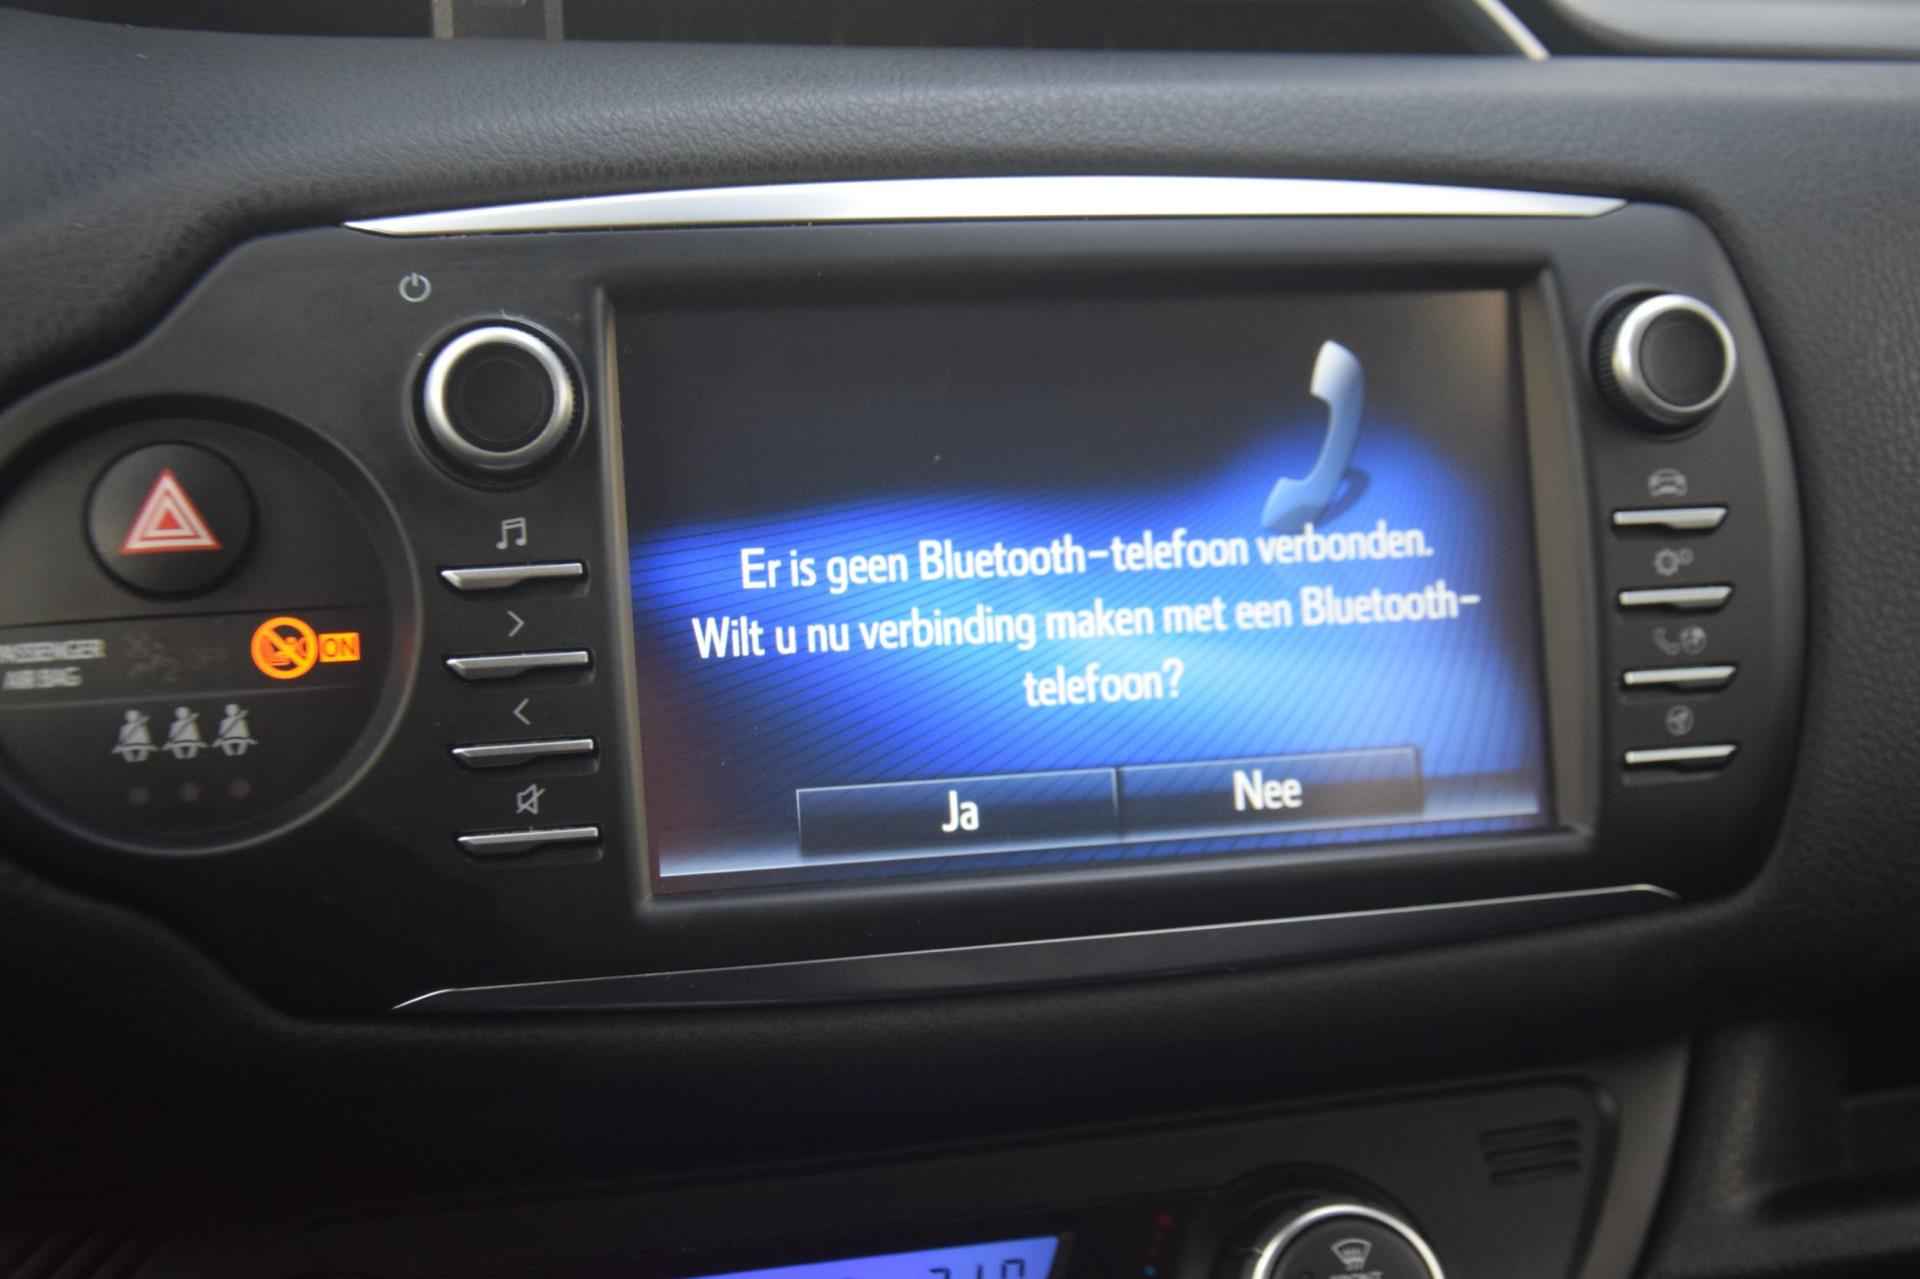 Er is geen Bluetooth-telefoon verbonden.
Wilt u nu verbinding maken met een Bluetooth-
telefoon?
Ja
Nee
PASSENGER
AIR BAG
ON